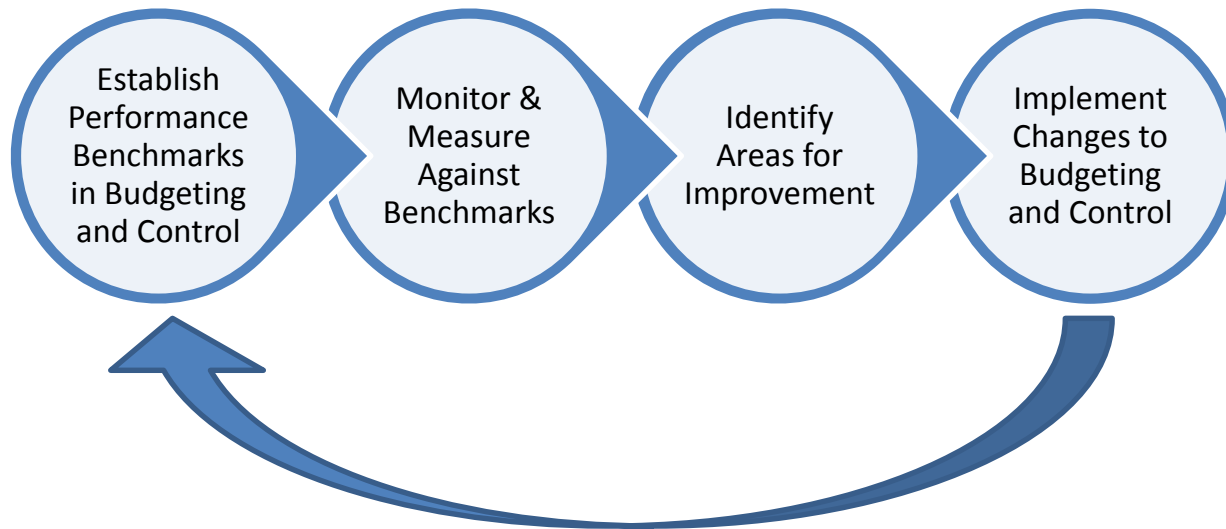 Establish
Performance
Benchmarks
in Budgeting
and Control
Monitor &
Measure
Against
Benchmarks
Identify
Areas for
Improvement
Implement
Changes to
Budgeting
and Control